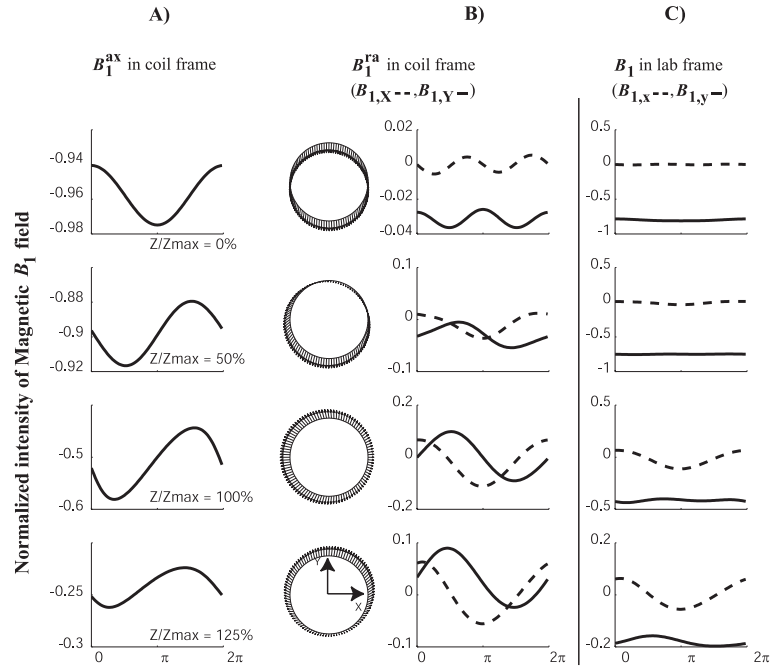 A)
B)
C)
B₁ᵃˣ in coil frame
B₁ʳᵃ in coil frame
(B₁,X --, B₁,Y —)
B₁ in lab frame
(B₁,x --, B₁,y —)
Normalized intensity of Magnetic B₁ field
-0.94
-0.96
-0.98
Z/Zmax = 0%
0.02
0
-0.02
-0.04
0.5
0
-0.5
-1
-0.88
-0.9
-0.92
Z/Zmax = 50%
0.1
0
-0.1
0.5
0
-0.5
-1
-0.5
-0.6
Z/Zmax = 100%
0.2
0
-0.2
0.5
0
-0.5
-0.25
-0.3
Z/Zmax = 125%
Y
X
0.1
0
0.1
0.2
0
-0.2
0 π 2π
0 π 2π
0 π 2π